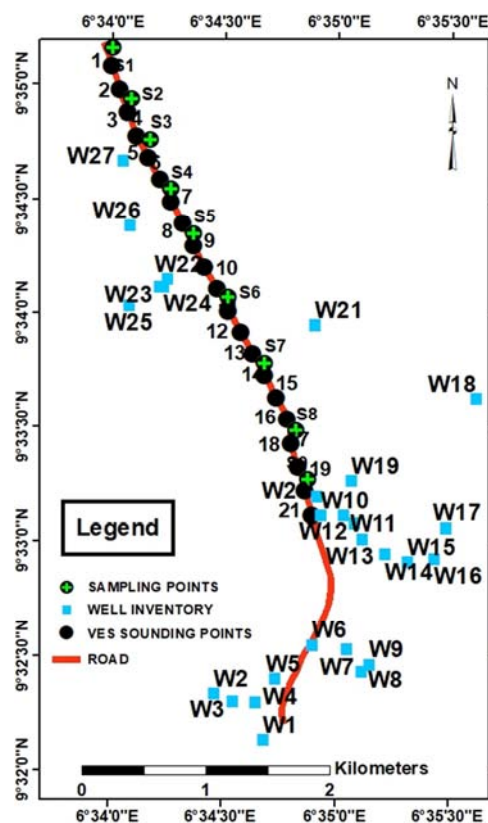 6°34'0"E 6°34'30"E 6°35'0"E 6°35'30"E
9°35'0"N
9°34'30"N
9°34'0"N
9°33'30"N
9°33'0"N
9°32'30"N
9°32'0"N
N
1 S1
2 S2
3 4 S3
5 6
W27
S4
7
W26
8 S5
9
W22
10
W23 W24 S6
W25
W21
12
13 S7
14
15
W18
16 S8
18 7
19 W19
W2
W10
21 W12 W11
W17
W13
W15
W14 W16
Legend
SAMPLING POINTS
WELL INVENTORY
VES SOUNDING POINTS
ROAD
W6
W9
W7
W8
W5
W2
W3 W4
W1
Kilometers
0 1 2
6°34'0"E 6°34'30"E 6°35'0"E 6°35'30"E